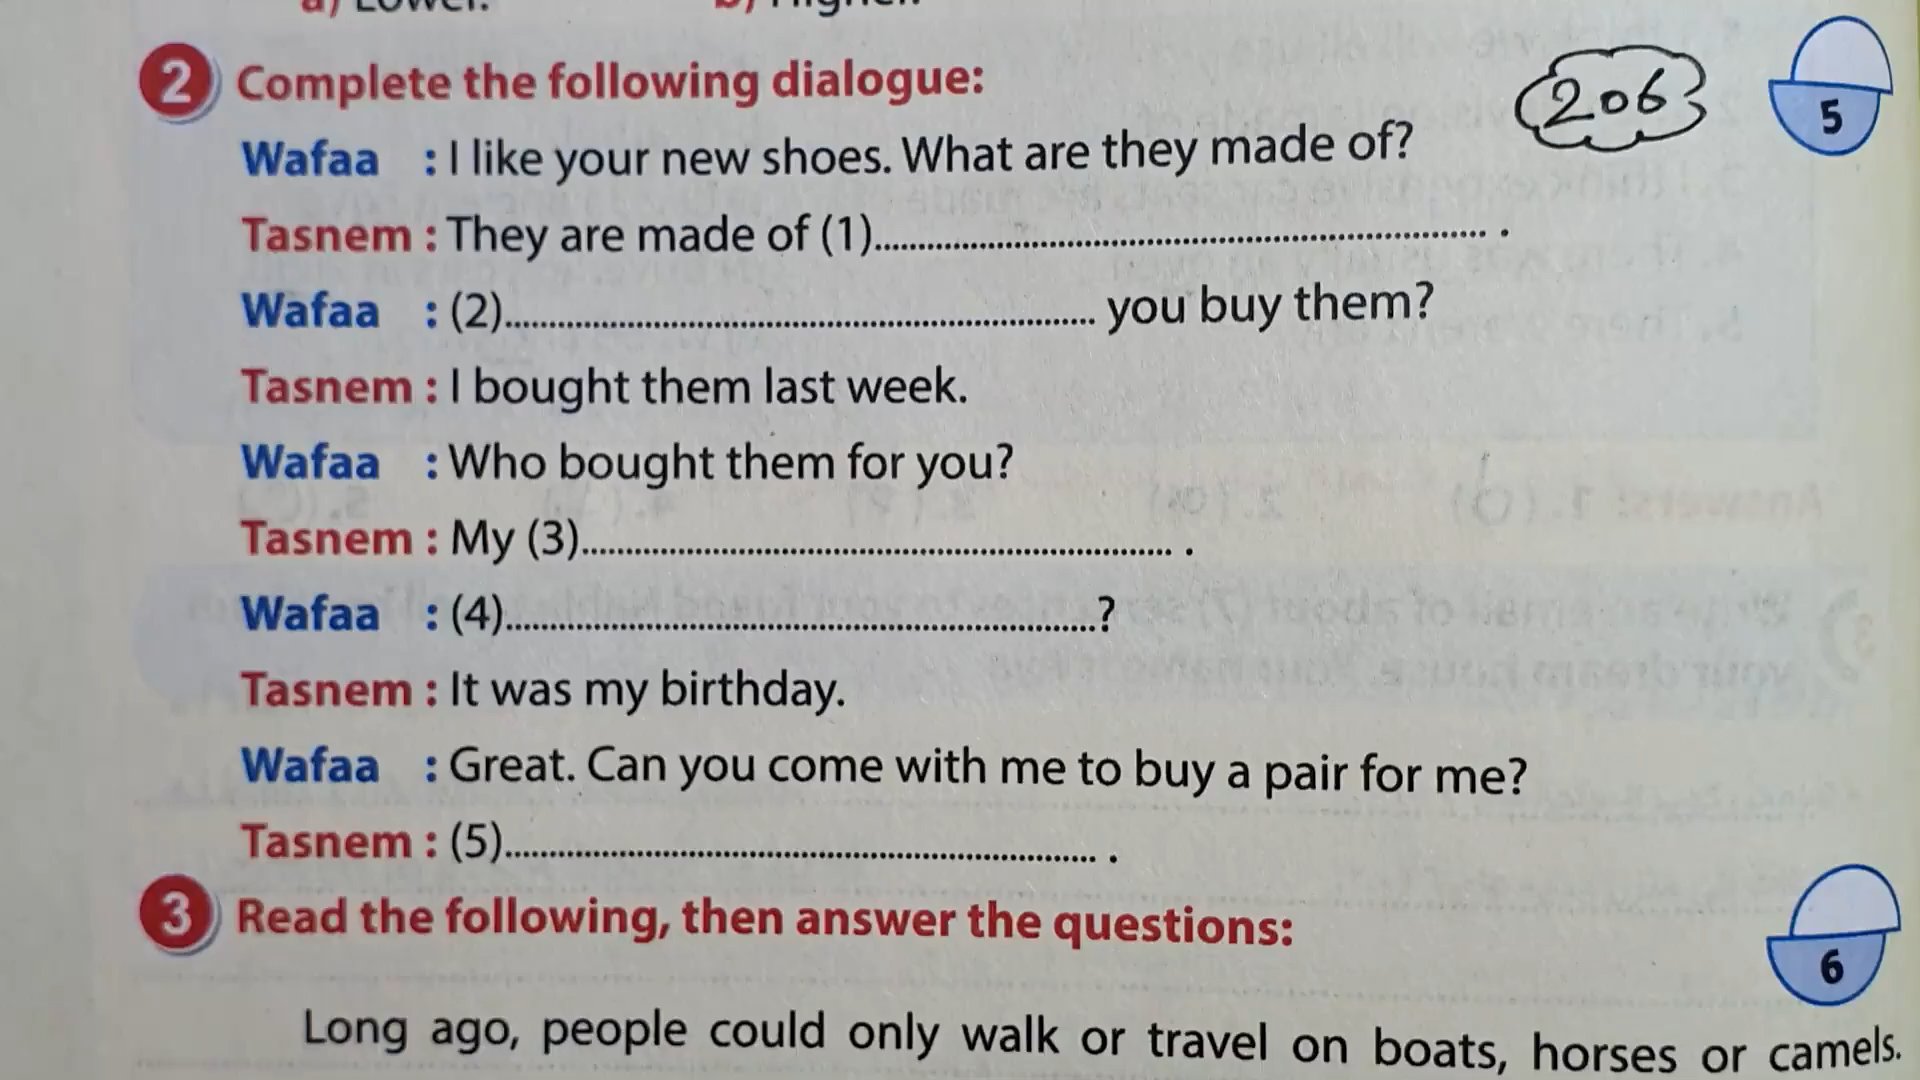 a) Lower. b) Higher.
2 Complete the following dialogue: 206 5
Wafaa : I like your new shoes. What are they made of?
Tasnem : They are made of (1)........................ .
Wafaa : (2)........................ you buy them?
Tasnem : I bought them last week.
Wafaa : Who bought them for you?
Tasnem : My (3)........................ .
Wafaa : (4)........................?
Tasnem : It was my birthday.
Wafaa : Great. Can you come with me to buy a pair for me?
Tasnem : (5)........................ .
3 Read the following, then answer the questions: 6
Long ago, people could only walk or travel on boats, horses or camels.